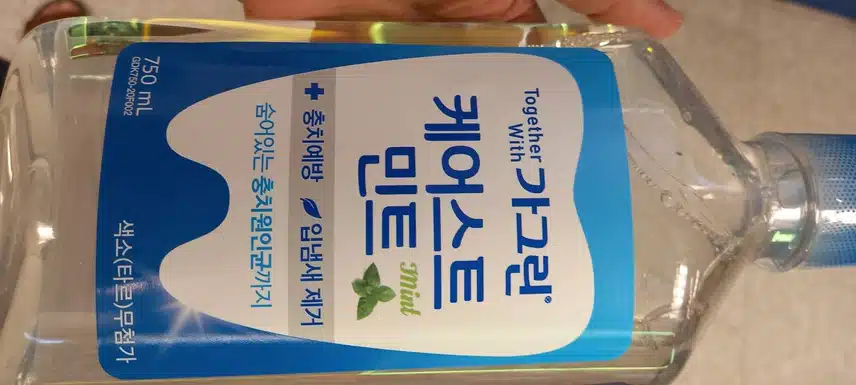 Together
With 가그린®
케어스트
민트 mint
충치예방 입냄새 제거
숨어있는 충치원인균까지
750 mL
GDK750-20F002
색소(타르)무첨가